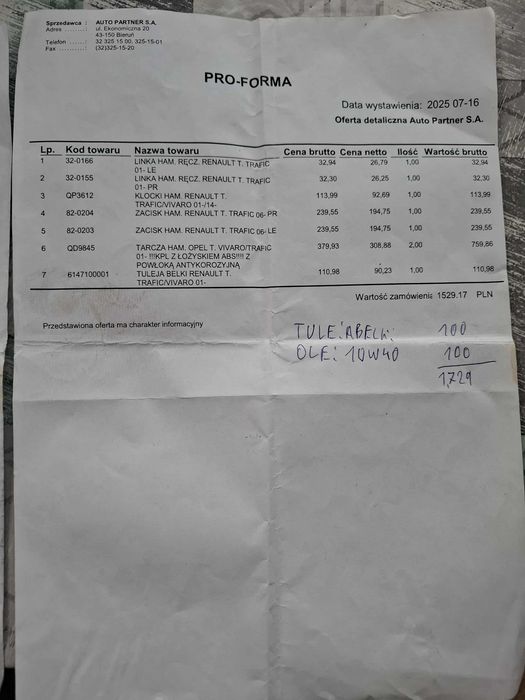 Sprzedawca : AUTO PARTNER S.A.
Adres ........: ul. Ekonomiczna 20
43-150 Bieruń
Telefon ......: 32 325 15 00, 325-15-01
Fax ......: (32)325-15-20
PRO-FORMA
Data wystawienia: 2025 07-16
Oferta detaliczna Auto Partner S.A.
Lp. Kod towaru Nazwa towaru Cena brutto Cena netto Ilość Wartość brutto
1 32-0166 LINKA HAM. RĘCZ. RENAULT T. TRAFIC 32,94 26,79 1,00 32,94
01- LE
2 32-0155 LINKA HAM. RĘCZ. RENAULT T. TRAFIC 32,30 26,25 1,00 32,30
01- PR
3 QP3612 KLOCKI HAM. RENAULT T. 113,99 92,69 1,00 113,99
TRAFIC/VIVARO 01-/14-
4 82-0204 ZACISK HAM. RENAULT T. TRAFIC 06- PR 239,55 194,75 1,00 239,55
5 82-0203 ZACISK HAM. RENAULT T. TRAFIC 06- LE 239,55 194,75 1,00 239,55
6 QD9845 TARCZA HAM. OPEL T. VIVARO/TRAFIC 379,93 308,88 2,00 759,86
01- !!!KPL Z ŁOŻYSKIEM ABS!!!! Z
POWŁOKĄ ANTYKOROZYJNĄ
7 6147100001 TULEJA BELKI RENAULT T. 110,98 90,23 1,00 110,98
TRAFIC/VIVARO 01-
Wartość zamówienia 1529.17 PLN
Przedstawiona oferta ma charakter informacyjny
100
OLE: 10W40 100
1729